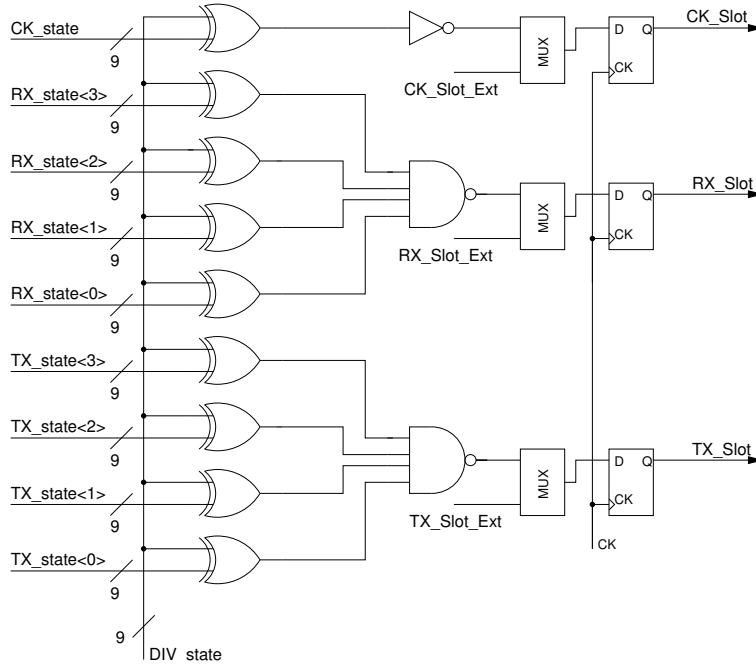 CK_state
9
CK_Slot_Ext
MUX
D Q
CK
CK_Slot
RX_state<3>
9
RX_state<2>
9
RX_state<1>
9
RX_state<0>
9
RX_Slot_Ext
MUX
D Q
CK
RX_Slot
TX_state<3>
9
TX_state<2>
9
TX_state<1>
9
TX_state<0>
9
TX_Slot_Ext
MUX
D Q
CK
TX_Slot
CK
9
DIV_state